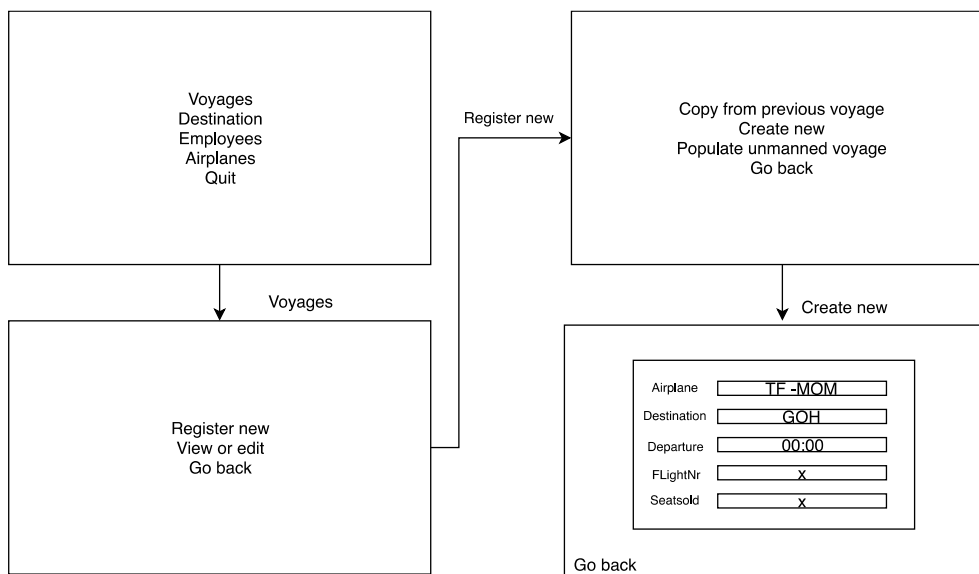 Voyages
Destination
Employees
Airplanes
Quit
Voyages
Register new
View or edit
Go back
Register new
Copy from previous voyage
Create new
Populate unmanned voyage
Go back
Create new
Airplane TF -MOM
Destination GOH
Departure 00:00
FLightNr x
Seatsold x
Go back